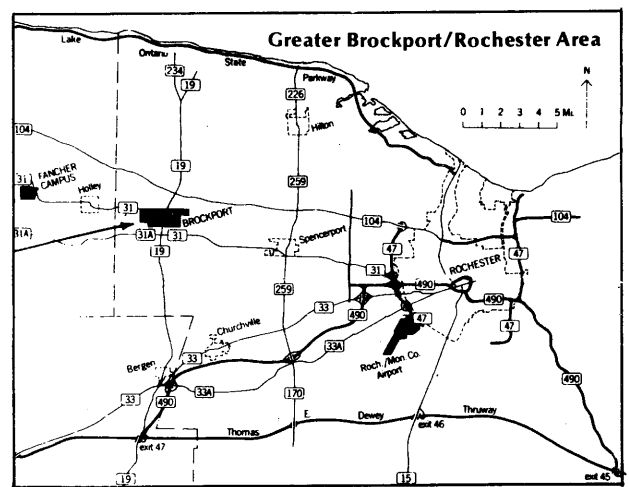 Greater Brockport/Rochester Area
Lake Ontario State Parkway
N
0 1 2 3 4 5 Mi.
234
19
226
Hilton
104
19
259
31
FANCHER
CAMPUS
Holley
31
BROCKPORT
31A
31A
31
19
Spencerport
104
104
47
47
31
490
ROCHESTER
490
259
33
490
47
47
Churchville
33
33A
Roch./Mon. Co.
Airport
Bergen
33
490
33A
170
490
E. Dewey
Thomas
Thruway
exit 46
exit 47
19
15
exit 45